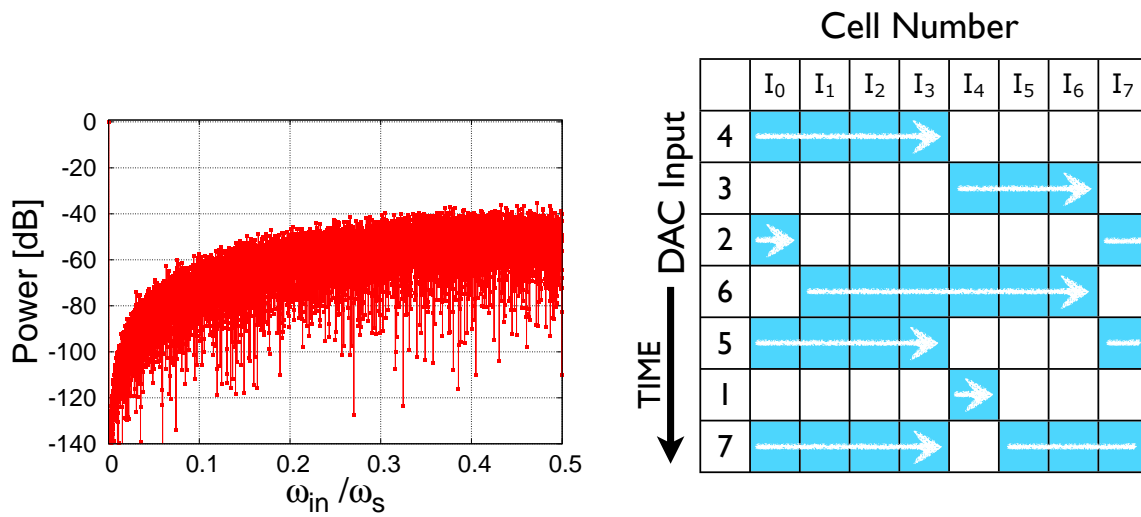 Power [dB]
0
-20
-40
-60
-80
-100
-120
-140
0 0.1 0.2 0.3 0.4 0.5
ω_in /ω_s
Cell Number
I₀ I₁ I₂ I₃ I₄ I₅ I₆ I₇
DAC Input
TIME
4
3
2
6
5
1
7